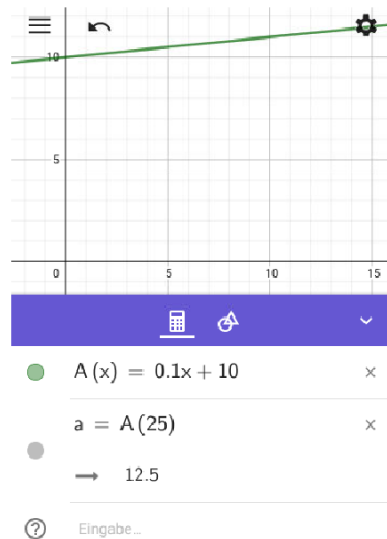 10
5
0 5 10 15
A(x) = 0.1x + 10
a = A(25)
→ 12.5
Eingabe...